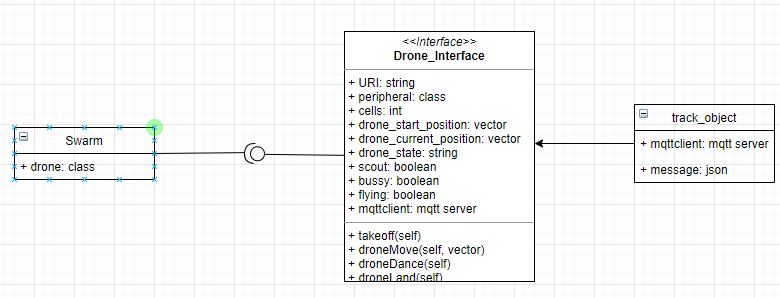 <<Interface>>
Drone_Interface
+ URI: string
+ peripheral: class
+ cells: int
+ drone_start_position: vector
+ drone_current_position: vector
+ drone_state: string
+ scout: boolean
+ bussy: boolean
+ flying: boolean
+ mqttclient: mqtt server
+ takeoff(self)
+ droneMove(self, vector)
+ droneDance(self)
+ droneLand(self)
Swarm
+ drone: class
track_object
+ mqttclient: mqtt server
+ message: json